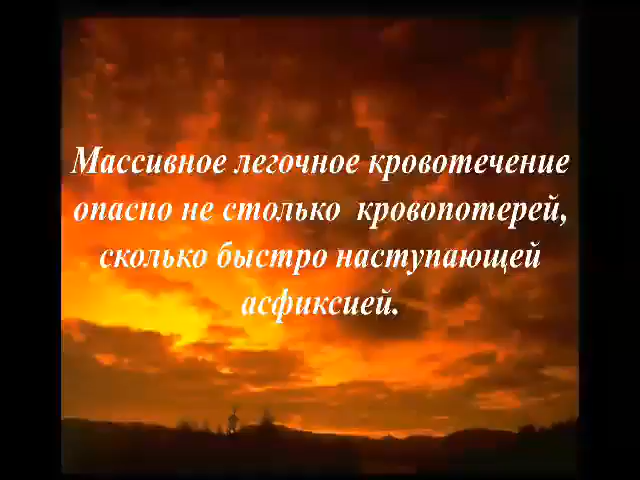 Массивное легочное кровотечение
опасно не столько кровопотерей,
сколько быстро наступающей
асфиксией.